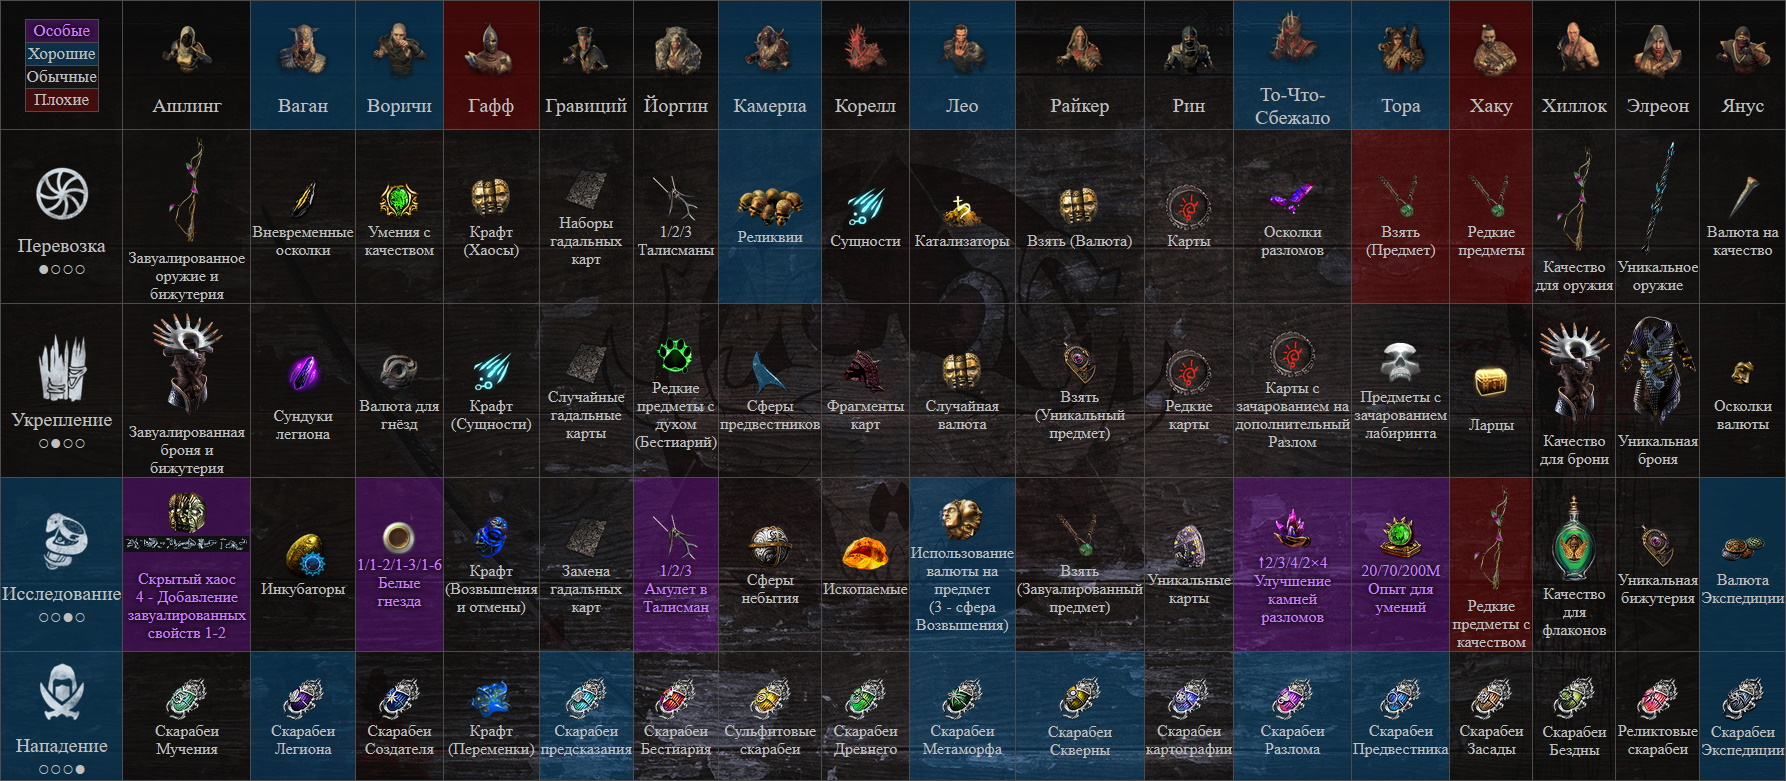 Особые
Хорошие
Обычные
Плохие
Ашлинг
Ваган
Воричи
Гафф
Гравиций
Йоргин
Камериа
Корелл
Лео
Райкер
Рин
То-Что-
Сбежало
Тора
Хаку
Хиллок
Элреон
Янус
Перевозка
Завуалированное
оружие и
бижутерия
Вневременные
осколки
Умения с
качеством
Крафт
(Хаосы)
Наборы
гадальных
карт
1/2/3
Талисманы
Реликвии
Сущности
Катализаторы
Взять (Валюта)
Карты
Осколки
разломов
Взять
(Предмет)
Редкие
предметы
Качество
для оружия
Уникальное
оружие
Валюта на
качество
Укрепление
Завуалированная
броня и
бижутерия
Сундуки
легиона
Валюта для
гнёзд
Крафт
(Сущности)
Случайные
гадальные
карты
Редкие
предметы с
духом
(Бестиарий)
Сферы
предвестников
Фрагменты
карт
Случайная
валюта
Взять
(Уникальный
предмет)
Редкие
карты
Карты с
зачарованием на
дополнительный
Разлом
Предметы с
зачарованием
лабиринта
Ларцы
Качество
для брони
Уникальная
броня
Осколки
валюты
Исследование
Скрытый хаос
4 - Добавление
завуалированных
свойств 1-2
Инкубаторы
1/1-2/1-3/1-6
Белые
гнезда
Крафт
(Возвышения
и отмены)
Замена
гадальных
карт
1/2/3
Амулет в
Талисман
Сферы
небытия
Ископаемые
Использование
валюты на
предмет
(3 - сфера
Возвышения)
Взять
(Завуалированный
предмет)
Уникальные
карты
↑2/3/4/2×4
Улучшение
камней
разломов
20/70/200М
Опыт для
умений
Редкие
предметы с
качеством
Качество
для
флаконов
Уникальная
бижутерия
Валюта
Экспедиции
Нападение
Скарабеи
Мучения
Скарабеи
Легиона
Скарабеи
Создателя
Крафт
(Переменки)
Скарабеи
предсказания
Скарабеи
Бестиария
Сульфитовые
скарабеи
Скарабеи
Древнего
Скарабеи
Метаморфа
Скарабеи
Скверны
Скарабеи
картографии
Скарабеи
Разлома
Скарабеи
Предвестника
Скарабеи
Засады
Скарабеи
Бездны
Реликтовые
скарабеи
Скарабеи
Экспедиции